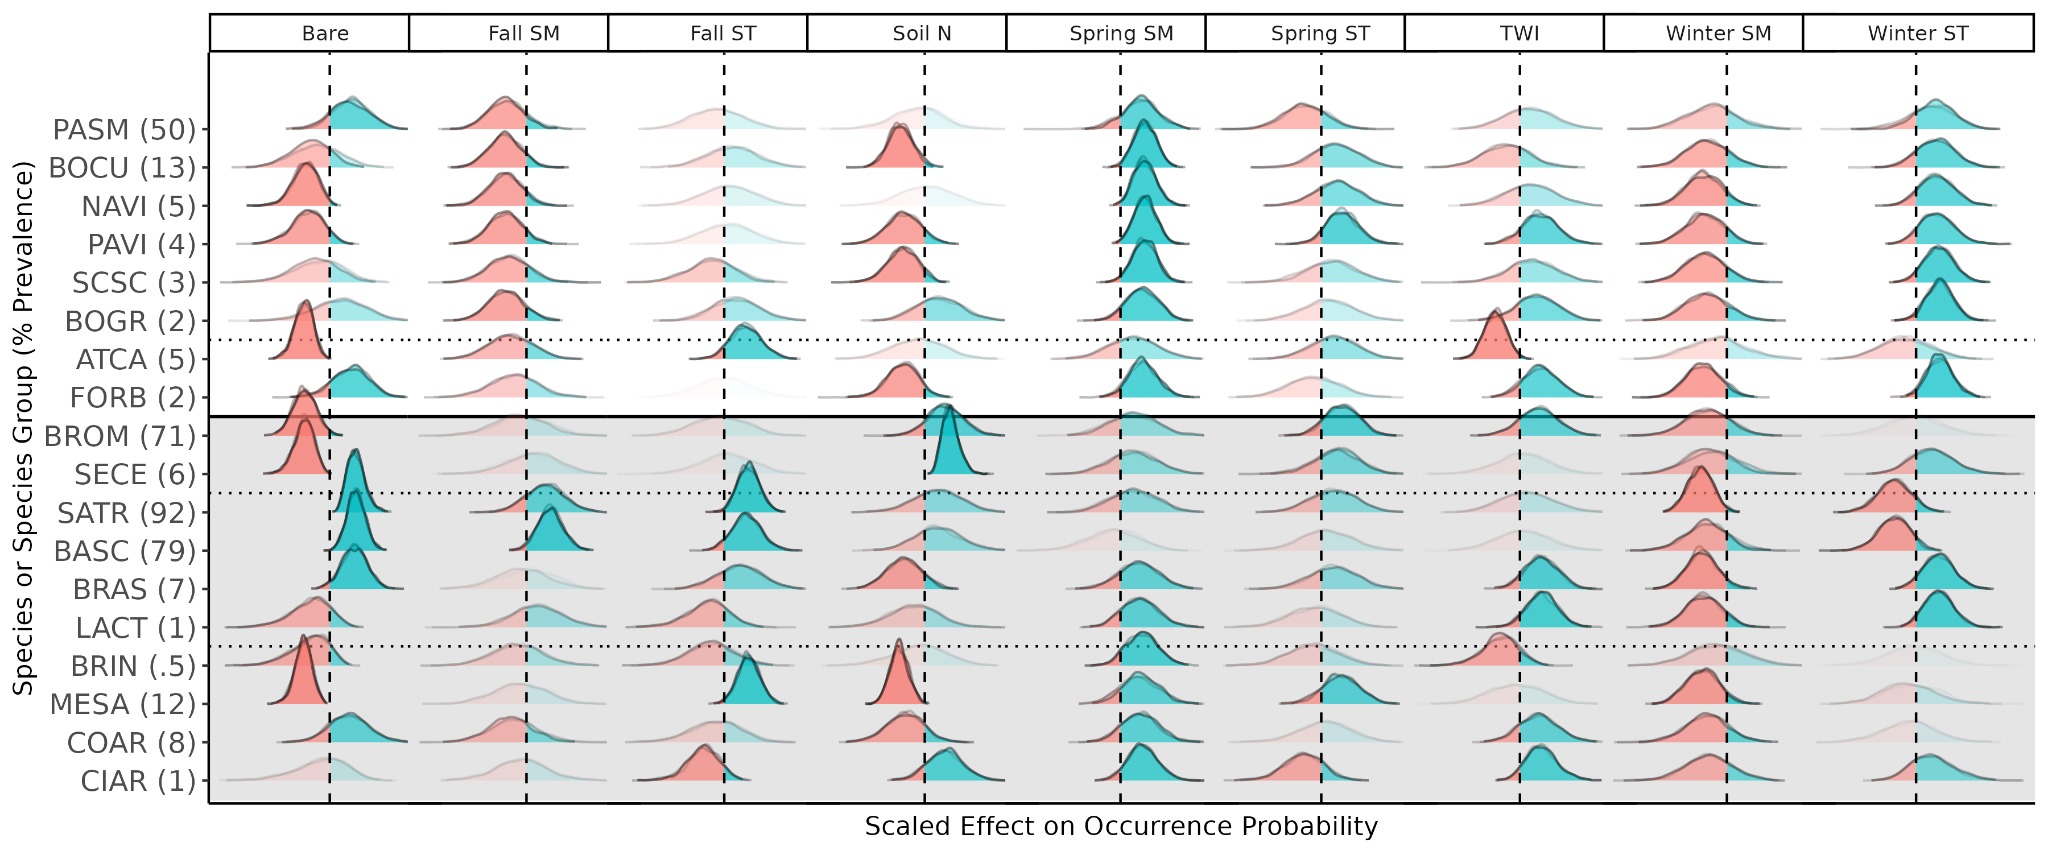 Bare Fall SM Fall ST Soil N Spring SM Spring ST TWI Winter SM Winter ST
Species or Species Group (% Prevalence)
PASM (50)
BOCU (13)
NAVI (5)
PAVI (4)
SCSC (3)
BOGR (2)
ATCA (5)
FORB (2)
BROM (71)
SECE (6)
SATR (92)
BASC (79)
BRAS (7)
LACT (1)
BRIN (.5)
MESA (12)
COAR (8)
CIAR (1)
Scaled Effect on Occurrence Probability